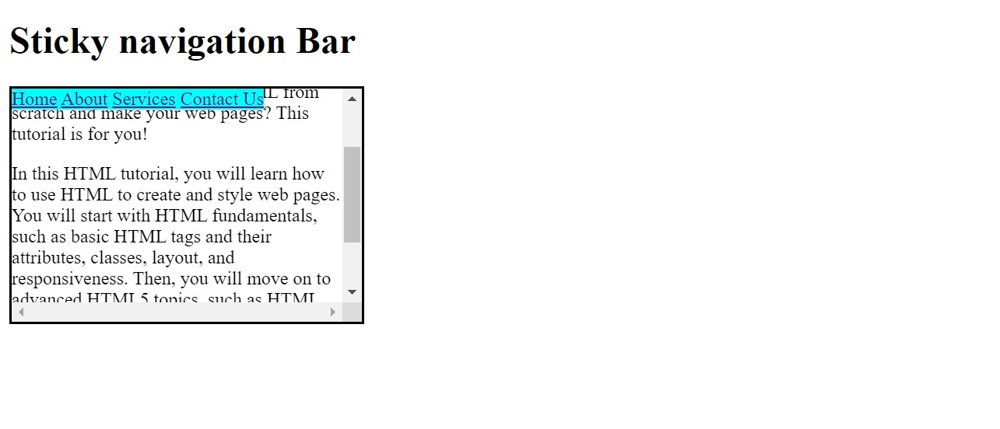 Sticky navigation Bar
Home About Services Contact Us
from
scratch and make your web pages? This
tutorial is for you!
In this HTML tutorial, you will learn how
to use HTML to create and style web pages.
You will start with HTML fundamentals,
such as basic HTML tags and their
attributes, classes, layout, and
responsiveness. Then, you will move on to
advanced HTML5 topics, such as HTML